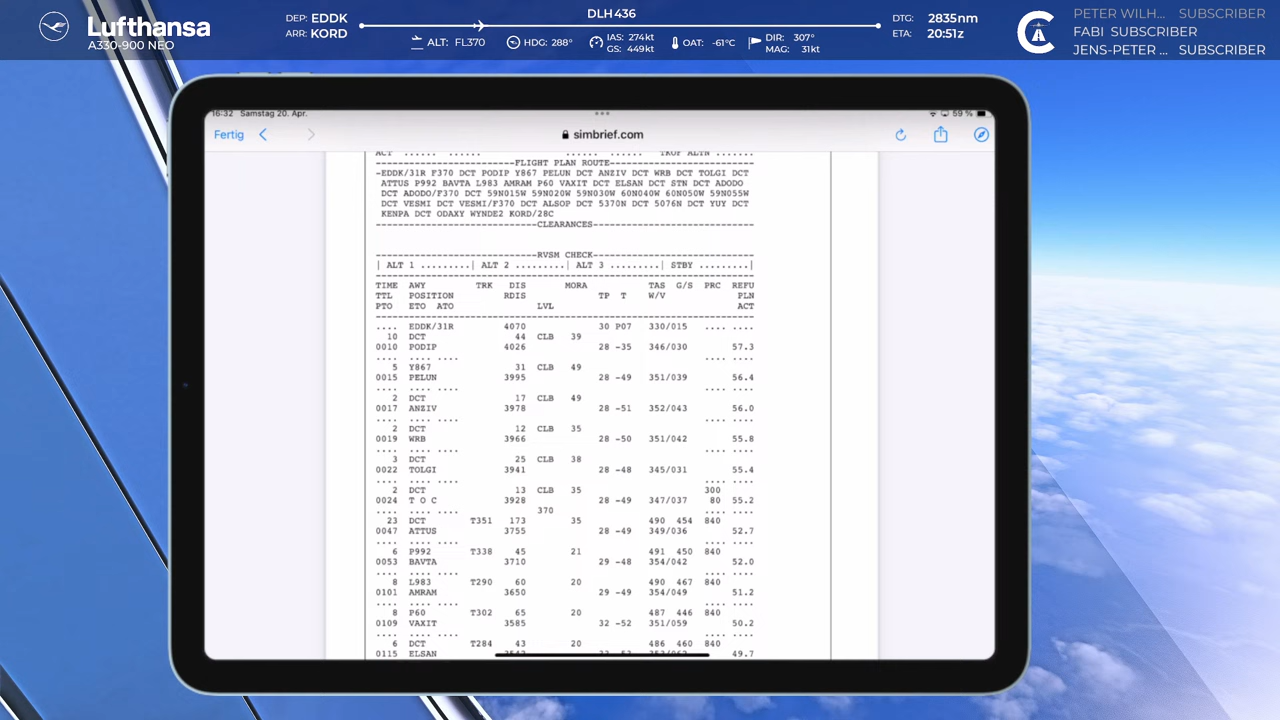 Lufthansa
A330-900 NEO
DEP: EDDK
ARR: KORD
DLH436
ALT: FL370
HDG: 288°
IAS: 274kt
GS: 449kt
OAT: -61°C
DIR: 307°
MAG: 31kt
DTG: 2835nm
ETA: 20:51z
PETER WILH... SUBSCRIBER
FABI SUBSCRIBER
JENS-PETER ... SUBSCRIBER
16:32 Samstag 20. Apr.
59 %
Fertig
simbrief.com
ACT ...... ...... ...... ...... TKOF ALTN .......
-----------------------FLIGHT PLAN ROUTE------------------------
-EDDK/31R F370 DCT PODIP Y867 PELUN DCT ANZIV DCT WRB DCT TOLGI DCT
ATTUS P992 BAVTA L983 AMRAM P60 VAXIT DCT ELSAN DCT STN DCT ADODO
DCT ADODO/F370 DCT 59N015W 59N020W 59N030W 60N040W 60N050W 59N055W
DCT VESMI DCT VESMI/F370 DCT ALSOP DCT 5370N DCT 5076N DCT YUY DCT
KENPA DCT ODAXY WYNDE2 KORD/28C
---------------------------CLEARANCES---------------------------
---------------------------RVSM CHECK---------------------------
| ALT 1 .........| ALT 2 .........| ALT 3 .........| STBY .........|
TIME AWY TRK DIS MORA TAS G/S PRC REFU
TTL POSITION RDIS TP T W/V PLN
PTO ETO ATO LVL ACT
.... EDDK/31R 4070 30 P07 330/015 .... ....
10 DCT 44 CLB 39
0010 PODIP 4026 28 -35 346/030 57.3
.... .... .... .... ....
5 Y867 31 CLB 49
0015 PELUN 3995 28 -49 351/039 56.4
.... .... .... .... ....
2 DCT 17 CLB 49
0017 ANZIV 3978 28 -51 352/043 56.0
.... .... .... .... ....
2 DCT 12 CLB 35
0019 WRB 3966 28 -50 351/042 55.8
.... .... .... .... ....
3 DCT 25 CLB 38
0022 TOLGI 3941 28 -48 345/031 55.4
.... .... .... .... ....
2 DCT 13 CLB 35 300
0024 T O C 3928 28 -49 347/037 80 55.2
.... .... .... 370 .... ....
23 DCT T351 173 35 490 454 840
0047 ATTUS 3755 28 -49 349/036 52.7
.... .... .... .... ....
6 P992 T338 45 21 491 450 840
0053 BAVTA 3710 29 -48 354/042 52.0
.... .... .... .... ....
8 L983 T290 60 20 490 467 840
0101 AMRAM 3650 29 -49 354/049 51.2
.... .... .... .... ....
8 P60 T302 65 20 487 446 840
0109 VAXIT 3585 32 -52 351/059 50.2
.... .... .... .... ....
6 DCT T284 43 20 486 460 840
0115 ELSAN 49.7